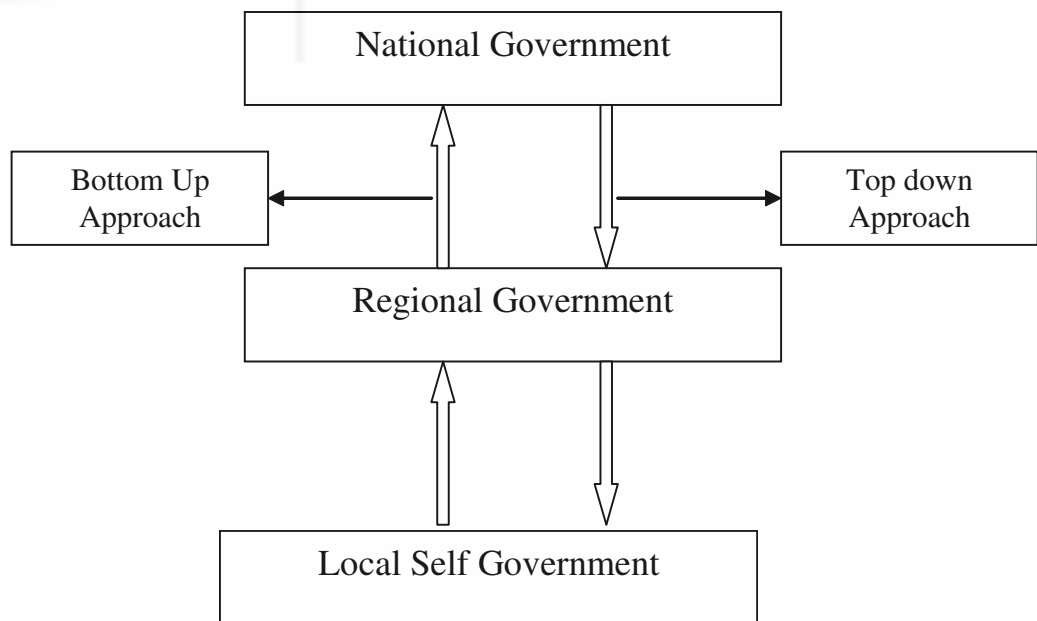 National Government
Bottom Up
Approach
Top down
Approach
Regional Government
Local Self Government